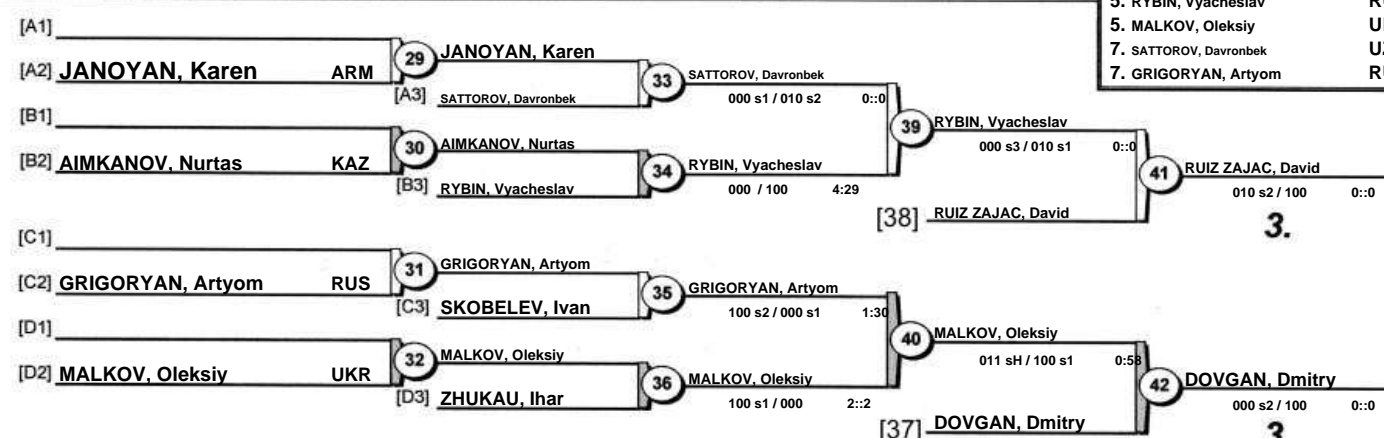 5. RYBIN, Vyacheslav
5. MALKOV, Oleksiy
7. SATTOROV, Davronbek
7. GRIGORYAN, Artyom
[A1]
[A2] JANOYAN, Karen ARM
29
JANOYAN, Karen
[A3] SATTOROV, Davronbek
33
SATTOROV, Davronbek
000 s1 / 010 s2 0::0
[B1]
[B2] AIMKANOV, Nurtas KAZ
30
AIMKANOV, Nurtas
[B3] RYBIN, Vyacheslav
34
RYBIN, Vyacheslav
000 / 100 4:29
39
RYBIN, Vyacheslav
000 s3 / 010 s1 0::0
[38] RUIZ ZAJAC, David
41
RUIZ ZAJAC, David
010 s2 / 100 0::0
3.
[C1]
[C2] GRIGORYAN, Artyom RUS
31
GRIGORYAN, Artyom
[C3] SKOBELEV, Ivan
35
GRIGORYAN, Artyom
100 s2 / 000 s1 1:30
[D1]
[D2] MALKOV, Oleksiy UKR
32
MALKOV, Oleksiy
[D3] ZHUKAU, Ihar
36
MALKOV, Oleksiy
100 s1 / 000 2::2
40
MALKOV, Oleksiy
011 sH / 100 s1 0:58
[37] DOVGAN, Dmitry
42
DOVGAN, Dmitry
000 s2 / 100 0::0
3.